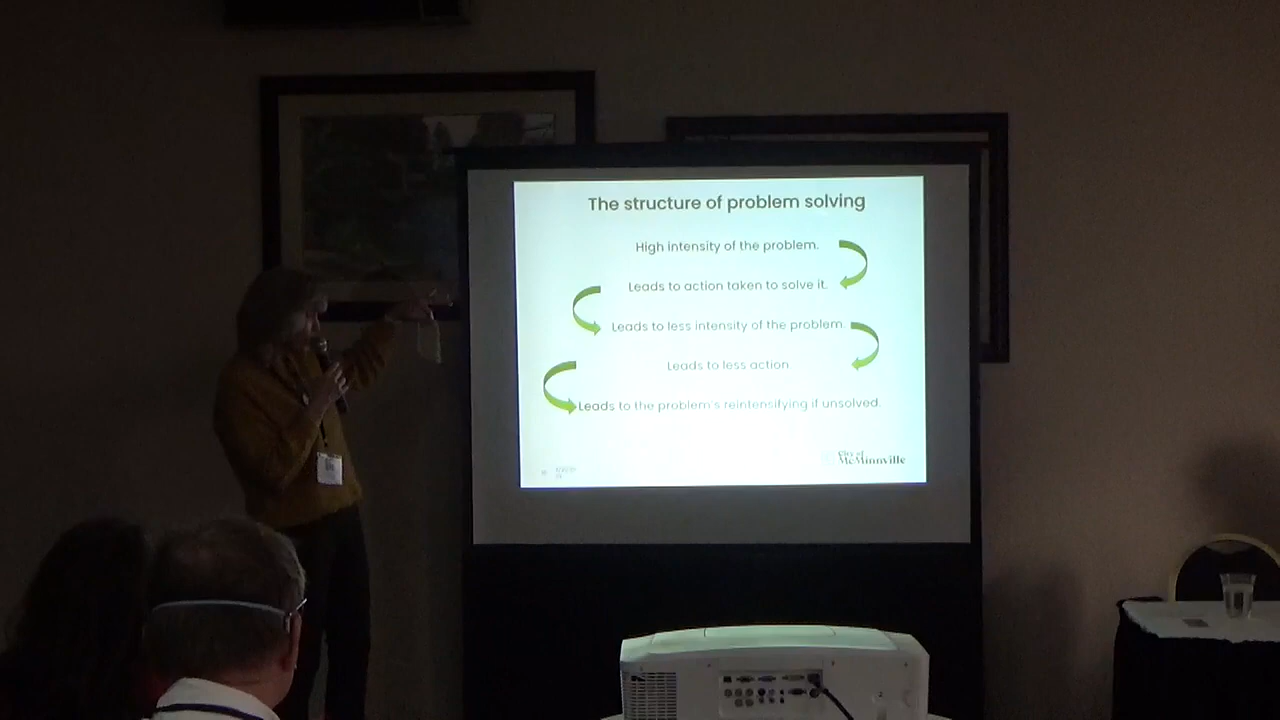 The structure of problem solving
High intensity of the problem.
Leads to action taken to solve it.
Leads to less intensity of the problem.
Leads to less action
Leads to the problem's reintensifying if unsolved.
City of
McMinnville